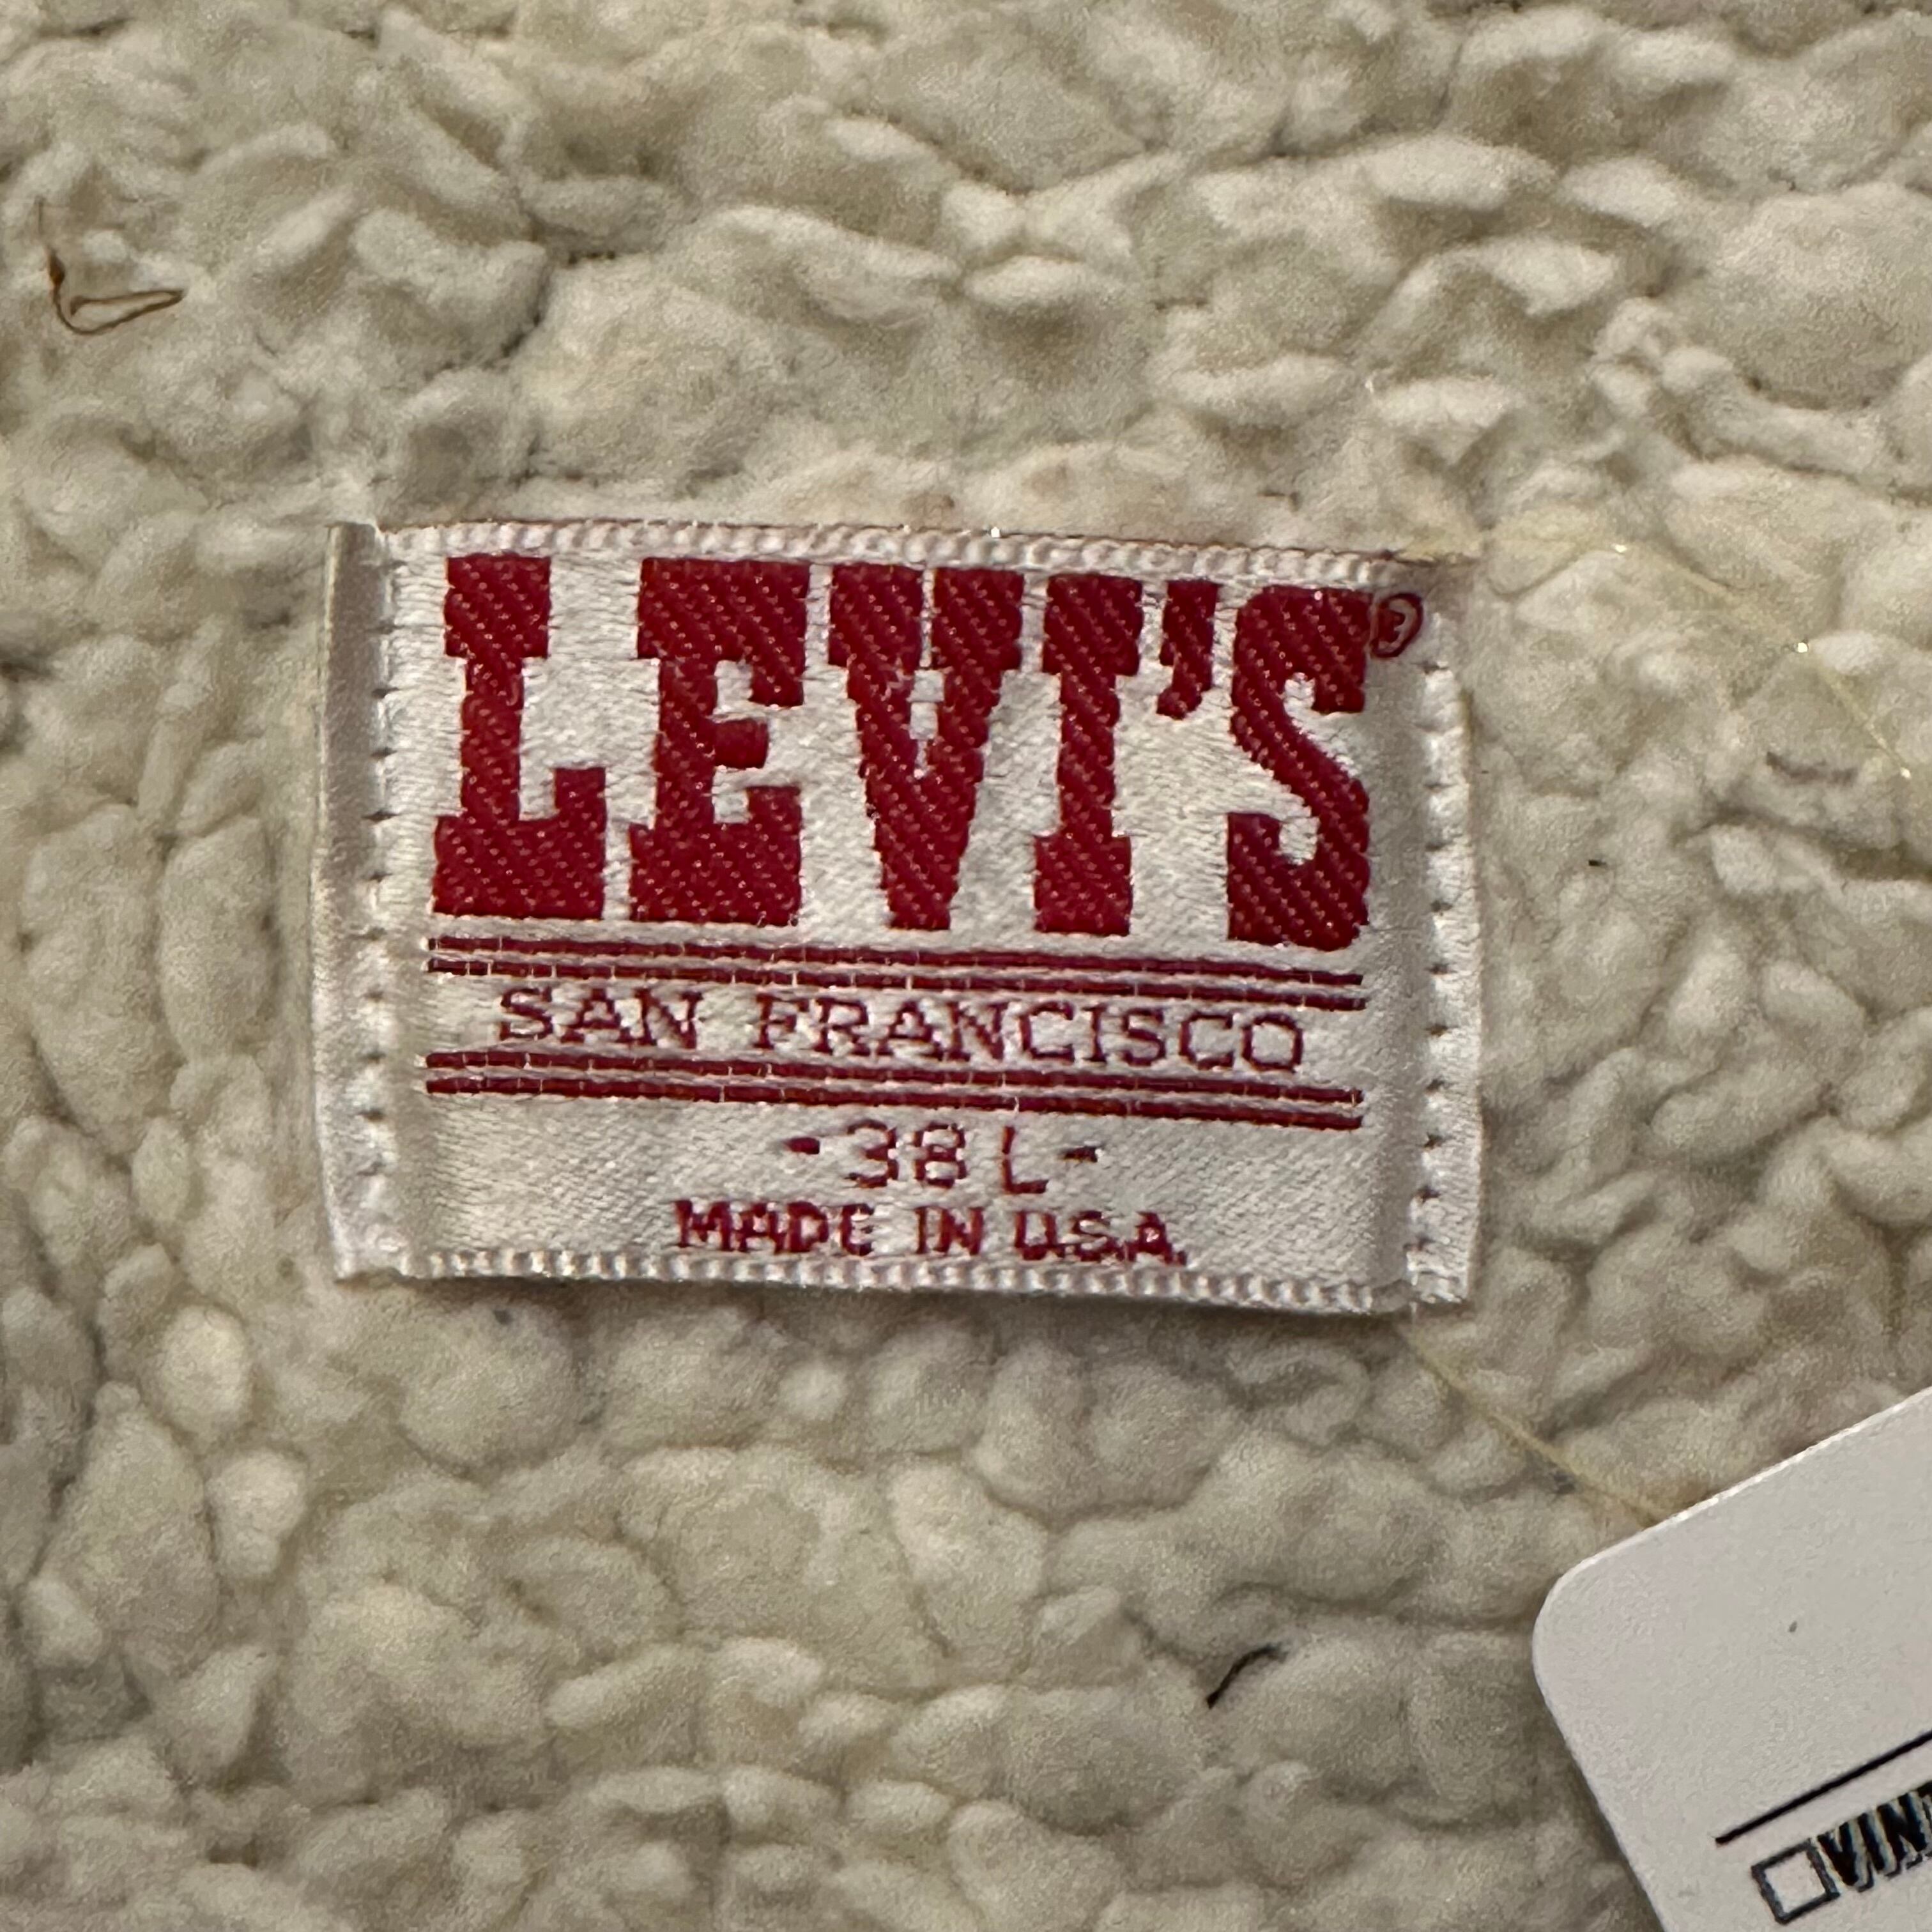 LEVI'S®
SAN FRANCISCO
-38 L-
MADE IN U.S.A.